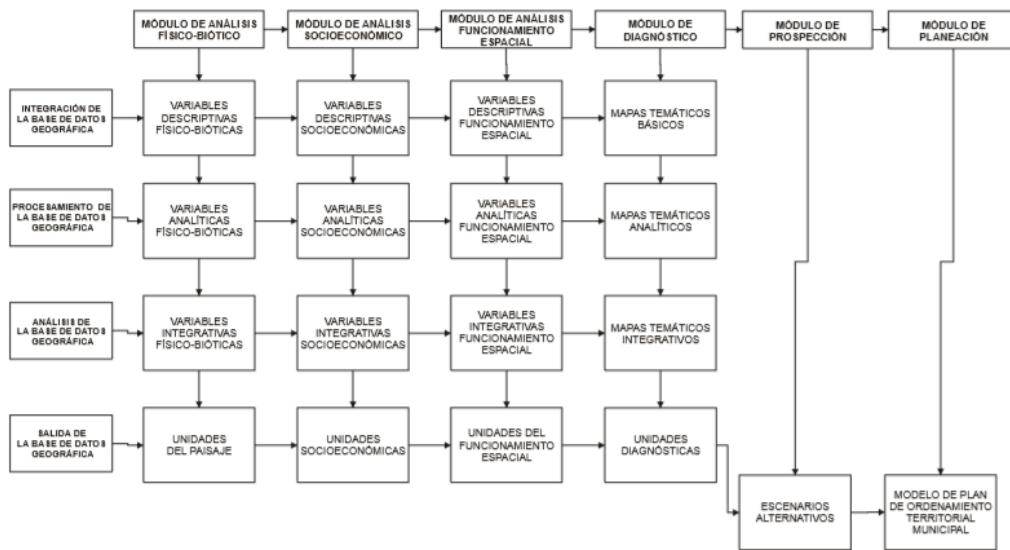 MÓDULO DE ANÁLISIS
FÍSICO-BIÓTICO
MÓDULO DE ANÁLISIS
SOCIOECONÓMICO
MÓDULO DE ANÁLISIS
FUNCIONAMIENTO
ESPACIAL
MÓDULO DE
DIAGNÓSTICO
MÓDULO DE
PROSPECCIÓN
MÓDULO DE
PLANEACIÓN
INTEGRACIÓN DE
LA BASE DE DATOS
GEOGRÁFICA
VARIABLES
DESCRIPTIVAS
FÍSICO-BIÓTICAS
VARIABLES
DESCRIPTIVAS
SOCIOECONÓMICAS
VARIABLES
DESCRIPTIVAS
FUNCIONAMIENTO
ESPACIAL
MAPAS TEMÁTICOS
BÁSICOS
PROCESAMIENTO DE
LA BASE DE DATOS
GEOGRÁFICA
VARIABLES
ANALÍTICAS
FÍSICO-BIÓTICAS
VARIABLES
ANALÍTICAS
SOCIOECONÓMICAS
VARIABLES
ANALÍTICAS
FUNCIONAMIENTO
ESPACIAL
MAPAS TEMÁTICOS
ANALÍTICOS
ANÁLISIS DE
LA BASE DE DATOS
GEOGRÁFICA
VARIABLES
INTEGRATIVAS
FÍSICO-BIÓTICAS
VARIABLES
INTEGRATIVAS
SOCIOECONÓMICAS
VARIABLES
INTEGRATIVAS
FUNCIONAMIENTO
ESPACIAL
MAPAS TEMÁTICOS
INTEGRATIVOS
SALIDA DE
LA BASE DE DATOS
GEOGRÁFICA
UNIDADES
DEL PAISAJE
UNIDADES
SOCIOECONÓMICAS
UNIDADES DEL
FUNCIONAMIENTO
ESPACIAL
UNIDADES
DIAGNÓSTICAS
ESCENARIOS
ALTERNATIVOS
MODELO DE PLAN
DE ORDENAMIENTO
TERRITORIAL
MUNICIPAL